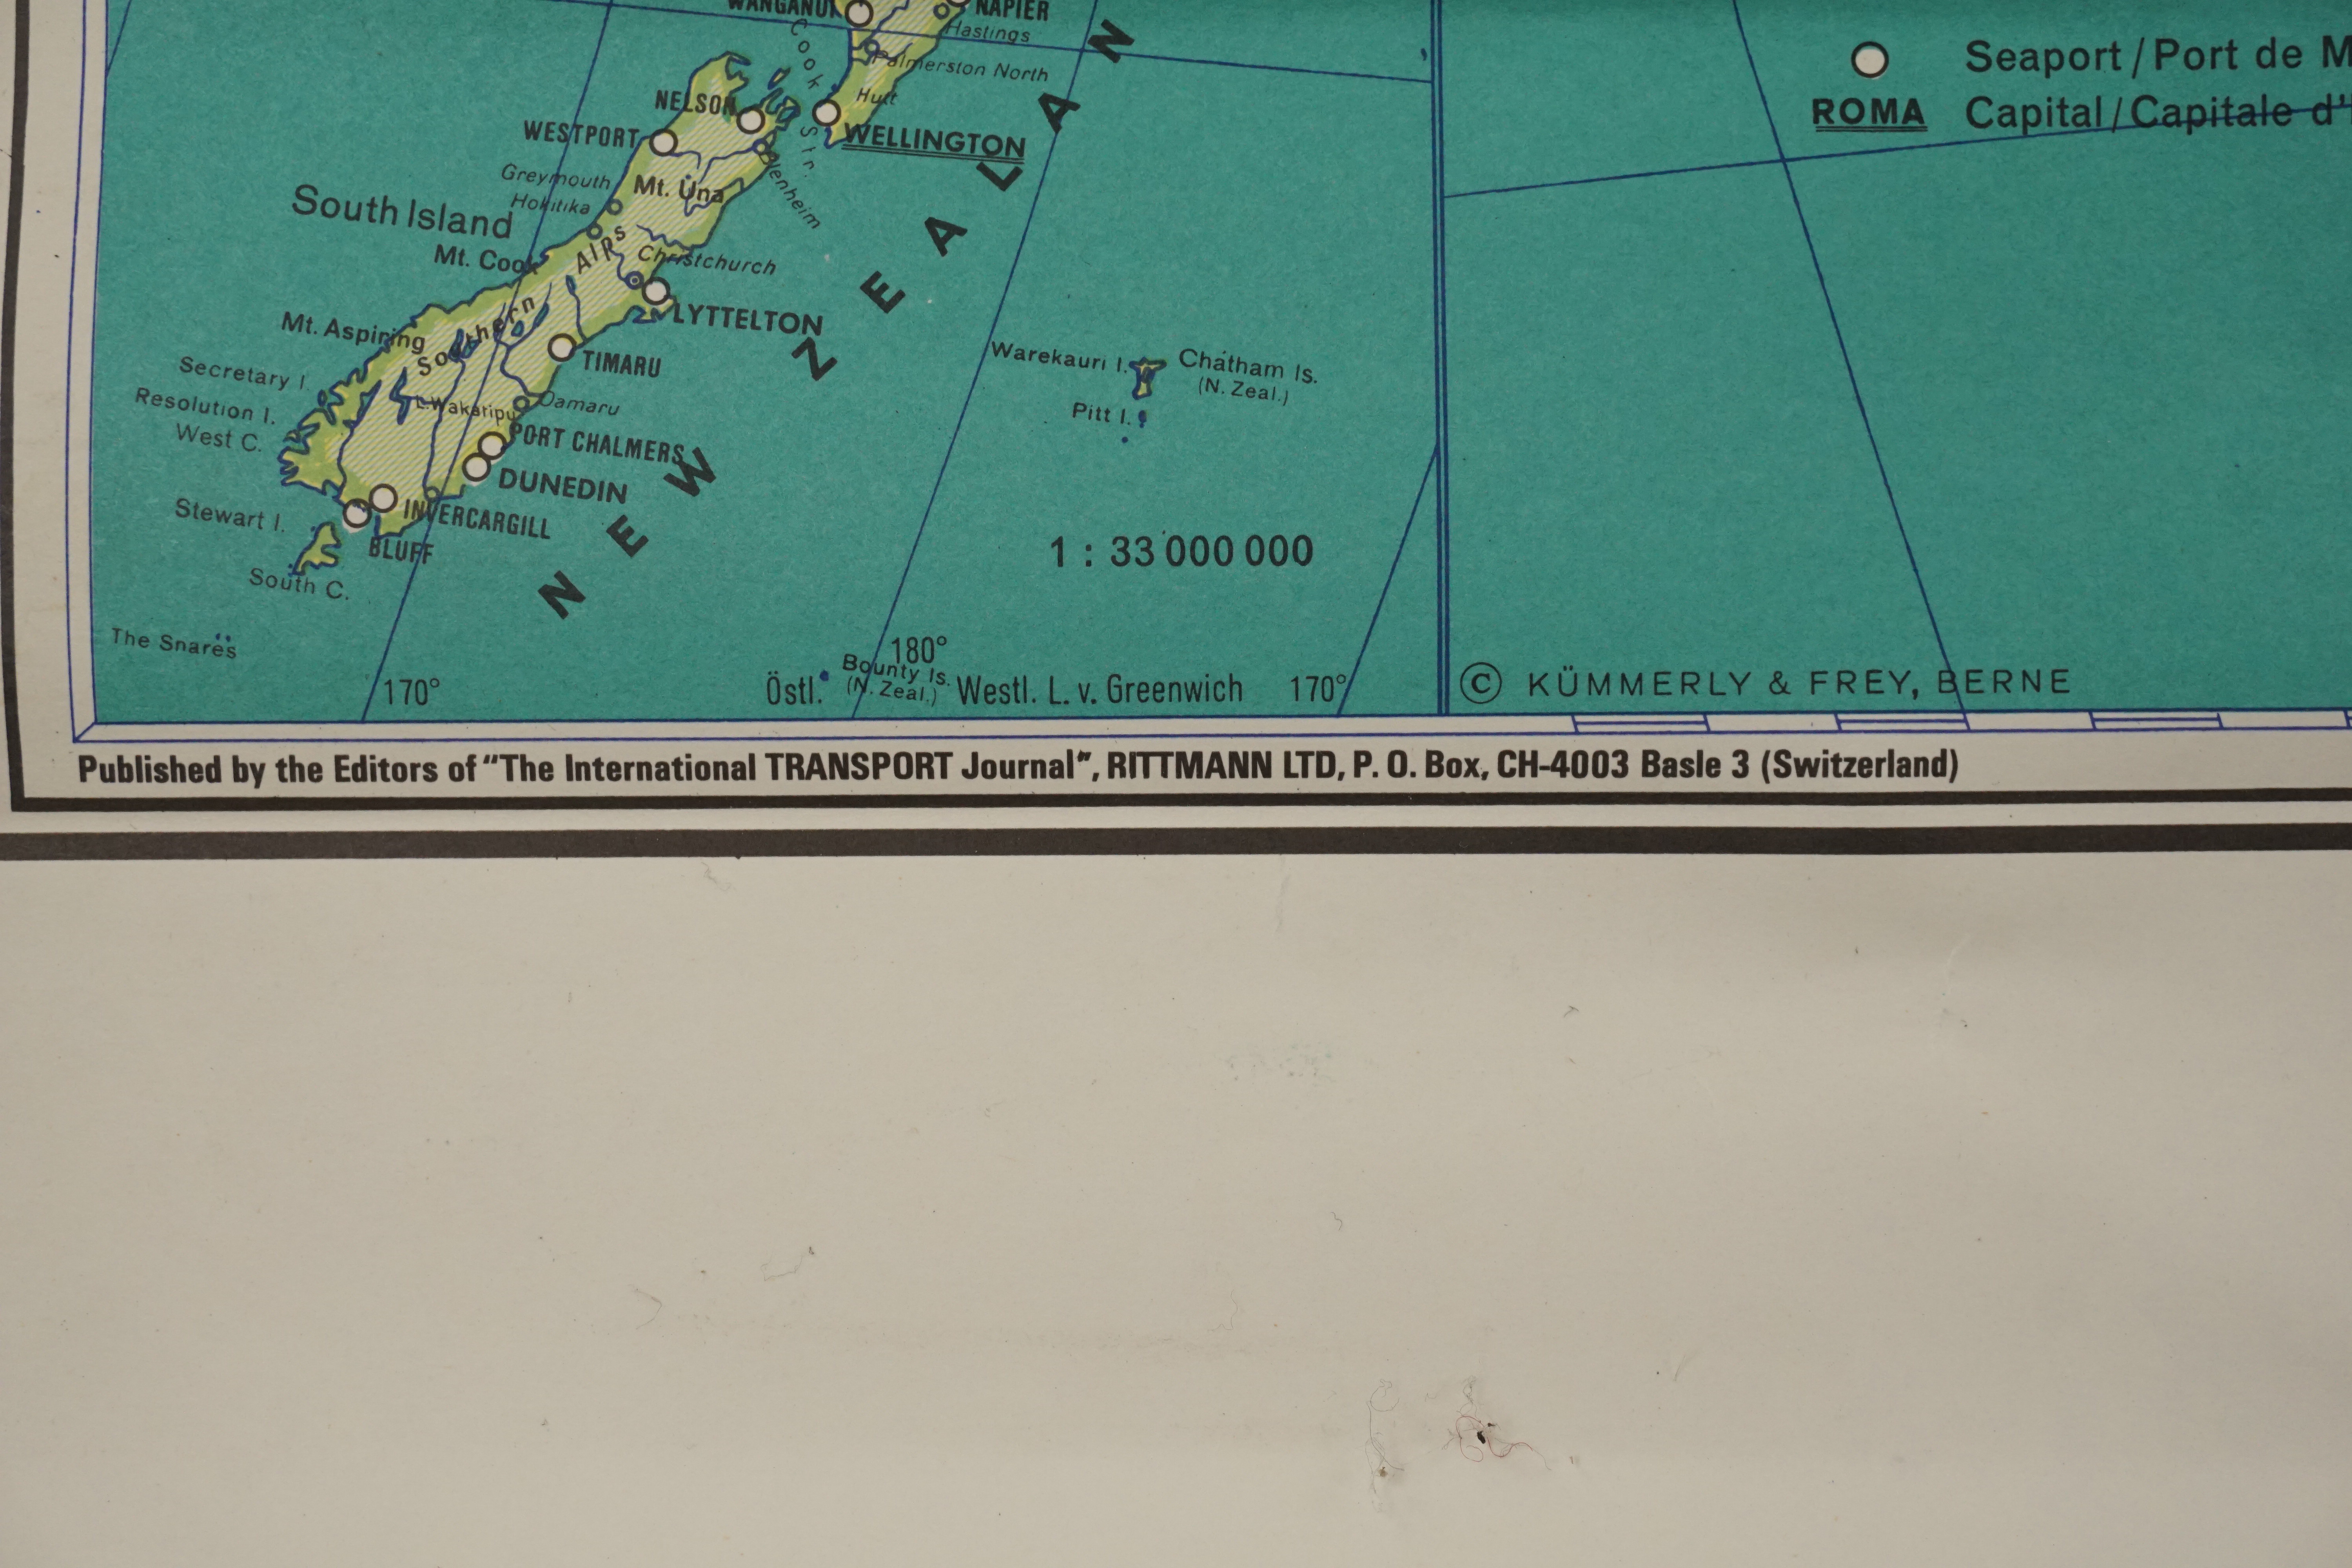 WANGANUI
NAPIER
Hastings
Cook Str.
Palmerston North
Hutt
NELSON
WELLINGTON
WESTPORT
Blenheim
Greymouth
Mt. Una
Hokitika
South Island
Mt. Cook
Southern Alps
Christchurch
LYTTELTON
Mt. Aspiring
TIMARU
Secretary I.
Resolution I.
L. Wakatipu
Oamaru
West C.
PORT CHALMERS
DUNEDIN
Stewart I.
INVERCARGILL
BLUFF
South C.
The Snares
NEW ZEALAN
Warekauri I.
Chatham Is.
(N. Zeal.)
Pitt I.
1 : 33 000 000
180°
Bounty Is.
(N. Zeal.)
170°
Östl.
Westl. L. v. Greenwich
170°
Seaport / Port de M
ROMA Capital / Capitale d'
© KÜMMERLY & FREY, BERNE
Published by the Editors of "The International TRANSPORT Journal", RITTMANN LTD, P. O. Box, CH-4003 Basle 3 (Switzerland)